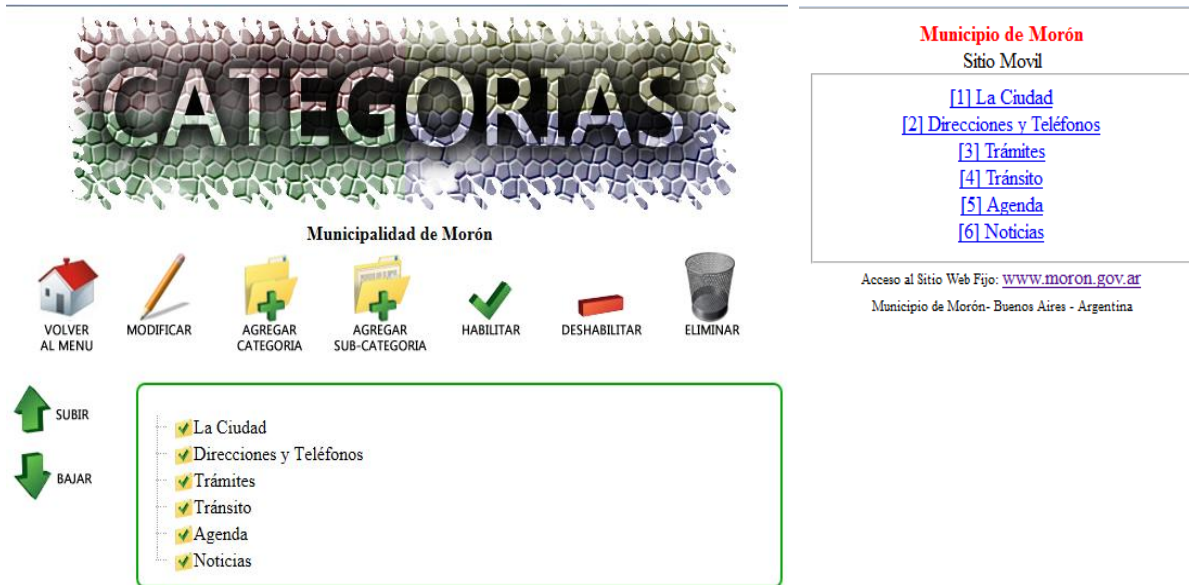 CATEGORIAS
Municipalidad de Morón
VOLVER
AL MENU
MODIFICAR
AGREGAR
CATEGORIA
AGREGAR
SUB-CATEGORIA
HABILITAR
DESHABILITAR
ELIMINAR
SUBIR
BAJAR
La Ciudad
Direcciones y Teléfonos
Trámites
Tránsito
Agenda
Noticias
Municipio de Morón
Sitio Movil
[1] La Ciudad
[2] Direcciones y Teléfonos
[3] Trámites
[4] Tránsito
[5] Agenda
[6] Noticias
Acceso al Sitio Web Fijo: www.moron.gov.ar
Municipio de Morón- Buenos Aires - Argentina